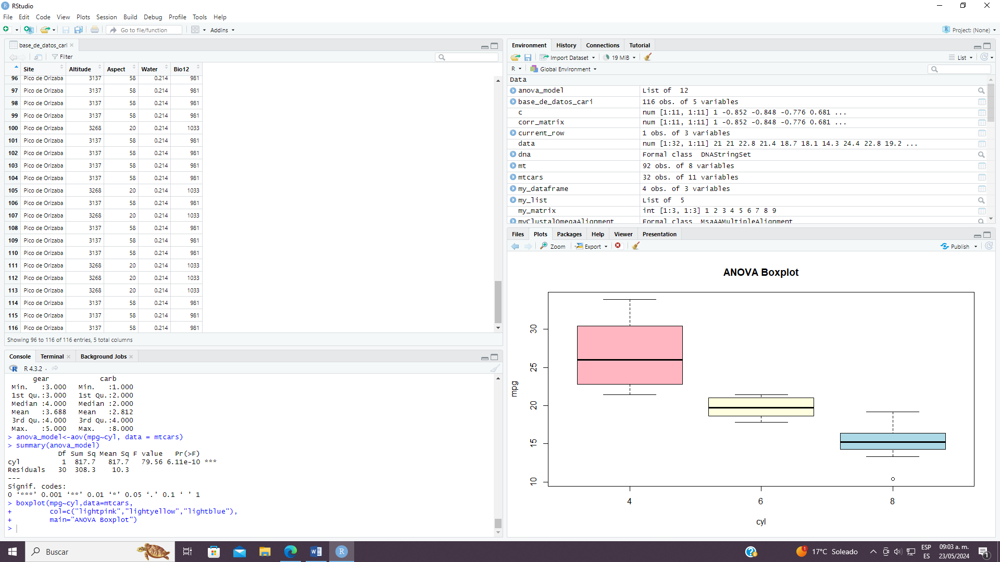 RStudio
File Edit Code View Plots Session Build Debug Profile Tools Help
Go to file/function Addins Project: (None)
base_de_datos_cari
Filter
Site Altitude Aspect Water Bio12
96 Pico de Orizaba 3137 58 0.214 981
97 Pico de Orizaba 3137 58 0.214 981
98 Pico de Orizaba 3137 58 0.214 981
99 Pico de Orizaba 3137 58 0.214 981
100 Pico de Orizaba 3268 20 0.214 1033
101 Pico de Orizaba 3137 58 0.214 981
102 Pico de Orizaba 3137 58 0.214 981
103 Pico de Orizaba 3137 58 0.214 981
104 Pico de Orizaba 3137 58 0.214 981
105 Pico de Orizaba 3268 20 0.214 1033
106 Pico de Orizaba 3137 58 0.214 981
107 Pico de Orizaba 3268 20 0.214 1033
108 Pico de Orizaba 3137 58 0.214 981
109 Pico de Orizaba 3137 58 0.214 981
110 Pico de Orizaba 3137 58 0.214 981
111 Pico de Orizaba 3268 20 0.214 1033
112 Pico de Orizaba 3268 20 0.214 1033
113 Pico de Orizaba 3268 20 0.214 1033
114 Pico de Orizaba 3137 58 0.214 981
115 Pico de Orizaba 3137 58 0.214 981
116 Pico de Orizaba 3137 58 0.214 981
Showing 96 to 116 of 116 entries, 5 total columns
Console Terminal Background Jobs
R 4.3.2 ·
gear carb
Min. :3.000 Min. :1.000
1st Qu.:3.000 1st Qu.:2.000
Median :4.000 Median :2.000
Mean :3.688 Mean :2.812
3rd Qu.:4.000 3rd Qu.:4.000
Max. :5.000 Max. :8.000
> anova_model<-aov(mpg~cyl, data = mtcars)
> summary(anova_model)
Df Sum Sq Mean Sq F value Pr(>F)
cyl 1 817.7 817.7 79.56 6.11e-10 ***
Residuals 30 308.3 10.3
---
Signif. codes:
0 ‘***’ 0.001 ‘**’ 0.01 ‘*’ 0.05 ‘.’ 0.1 ‘ ’ 1
> boxplot(mpg~cyl,data=mtcars,
+ col=c("lightpink","lightyellow","lightblue"),
+ main="ANOVA Boxplot")
>
Environment History Connections Tutorial
Import Dataset 19 MiB List
R Global Environment
Data
anova_model List of 12
base_de_datos_cari 116 obs. of 5 variables
c num [1:11, 1:11] 1 -0.852 -0.848 -0.776 0.681 ...
corr_matrix num [1:11, 1:11] 1 -0.852 -0.848 -0.776 0.681 ...
current_row 1 obs. of 3 variables
data num [1:32, 1:11] 21 21 22.8 21.4 18.7 18.1 14.3 24.4 22.8 19.2 ...
dna Formal class DNAStringSet
mt 92 obs. of 8 variables
mtcars 32 obs. of 11 variables
my_dataframe 4 obs. of 3 variables
my_list List of 5
my_matrix int [1:3, 1:3] 1 2 3 4 5 6 7 8 9
myClustalOmegaAlignment Formal class MsaAAMultipleAlignment
Files Plots Packages Help Viewer Presentation
Zoom Export Publish
ANOVA Boxplot
mpg
30
25
20
15
10
4 6 8
cyl
Buscar
17°C Soleado
ESP
ES
09:03 a. m.
23/05/2024
1
1